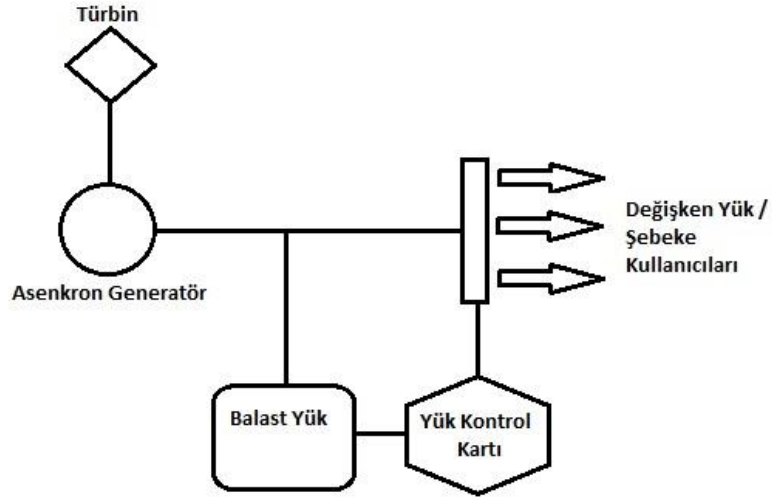 Türbin
Asenkron Generatör
Değişken Yük /
Şebeke
Kullanıcıları
Balast Yük
Yük Kontrol
Kartı